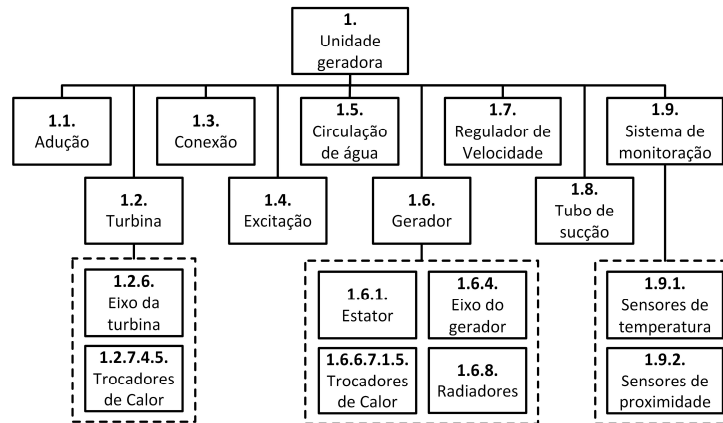 1.
Unidade
geradora
1.1.
Adução
1.3.
Conexão
1.5.
Circulação
de água
1.7.
Regulador de
Velocidade
1.9.
Sistema de
monitoração
1.2.
Turbina
1.4.
Excitação
1.6.
Gerador
1.8.
Tubo de
sucção
1.2.6.
Eixo da
turbina
1.2.7.4.5.
Trocadores
de Calor
1.6.1.
Estator
1.6.4.
Eixo do
gerador
1.6.6.7.1.5.
Trocadores
de Calor
1.6.8.
Radiadores
1.9.1.
Sensores de
temperatura
1.9.2.
Sensores de
proximidade